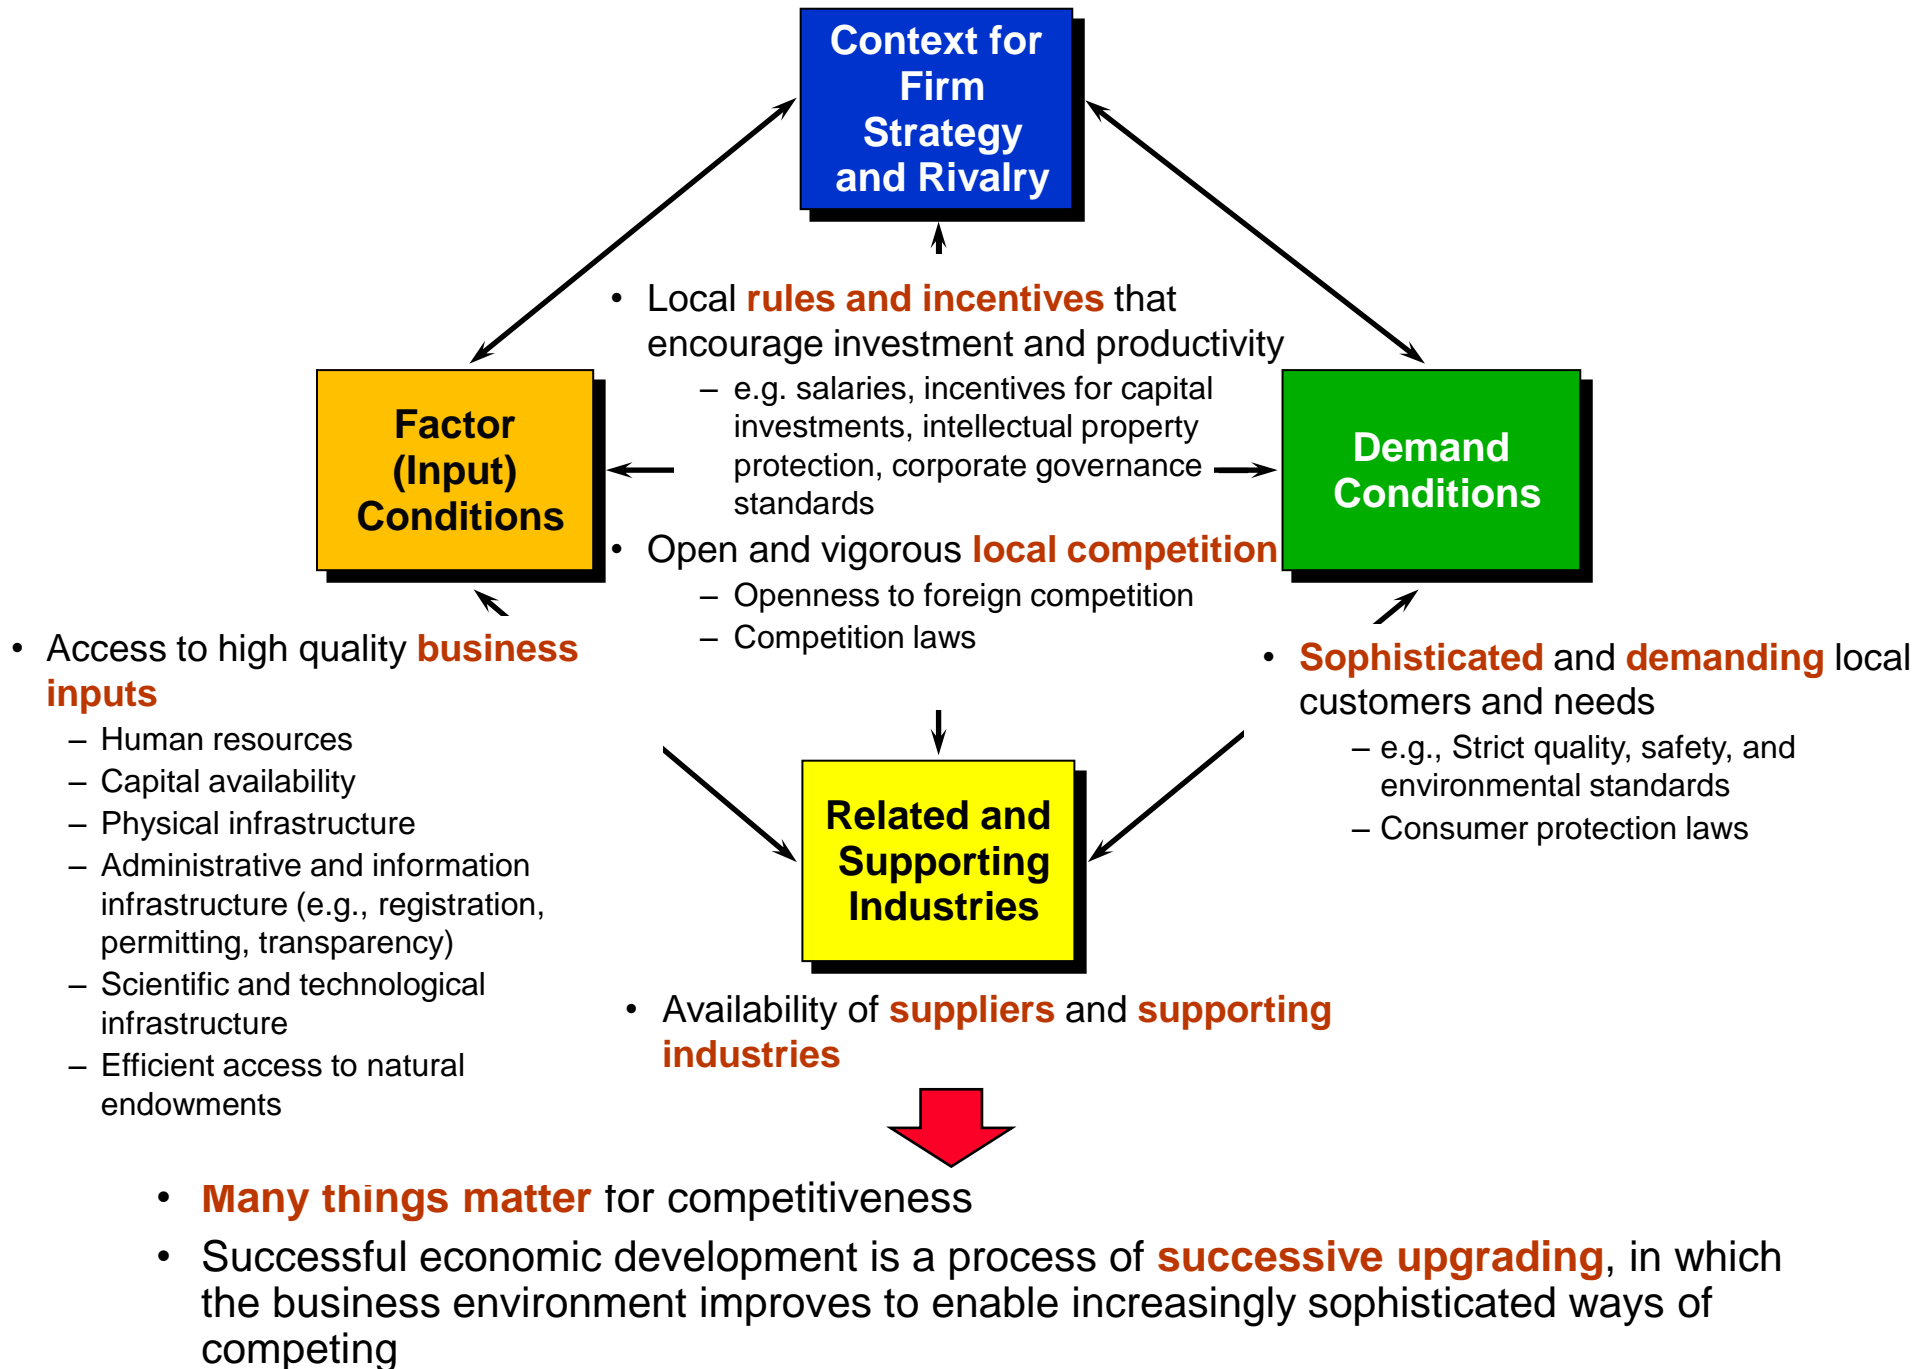 Context for
Firm
Strategy
and Rivalry
• Local rules and incentives that
encourage investment and productivity
– e.g. salaries, incentives for capital
investments, intellectual property
protection, corporate governance
standards
• Open and vigorous local competition
– Openness to foreign competition
– Competition laws
Factor
(Input)
Conditions
Demand
Conditions
• Access to high quality business
inputs
– Human resources
– Capital availability
– Physical infrastructure
– Administrative and information
infrastructure (e.g., registration,
permitting, transparency)
– Scientific and technological
infrastructure
– Efficient access to natural
endowments
• Sophisticated and demanding local
customers and needs
– e.g., Strict quality, safety, and
environmental standards
– Consumer protection laws
Related and
Supporting
Industries
• Availability of suppliers and supporting
industries
• Many things matter for competitiveness
• Successful economic development is a process of successive upgrading, in which
the business environment improves to enable increasingly sophisticated ways of
competing